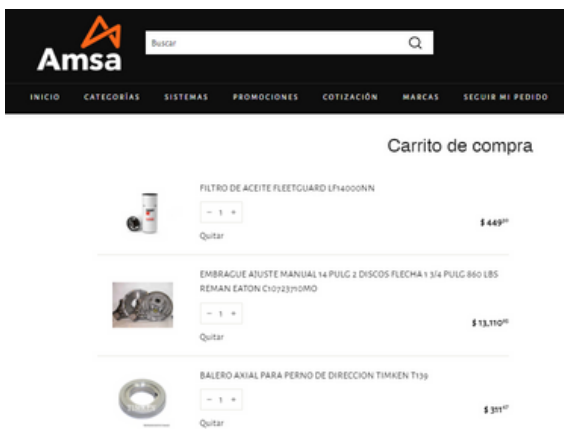 Amsa
Buscar
INICIO CATEGORÍAS SISTEMAS PROMOCIONES COTIZACIÓN MARCAS SEGUIR MI PEDIDO
Carrito de compra
FILTRO DE ACEITE FLEETGUARD LF14000NN
− 1 +
$ 449
Quitar
EMBRAGUE AJUSTE MANUAL 14 PULG 2 DISCOS FLECHA 1 3/4 PULG 860 LBS
REMAN EATON C10723710MO
− 1 +
$ 13,110
Quitar
BALERO AXIAL PARA PERNO DE DIRECCION TIMKEN T139
− 1 +
$ 311
Quitar
TIMKEN